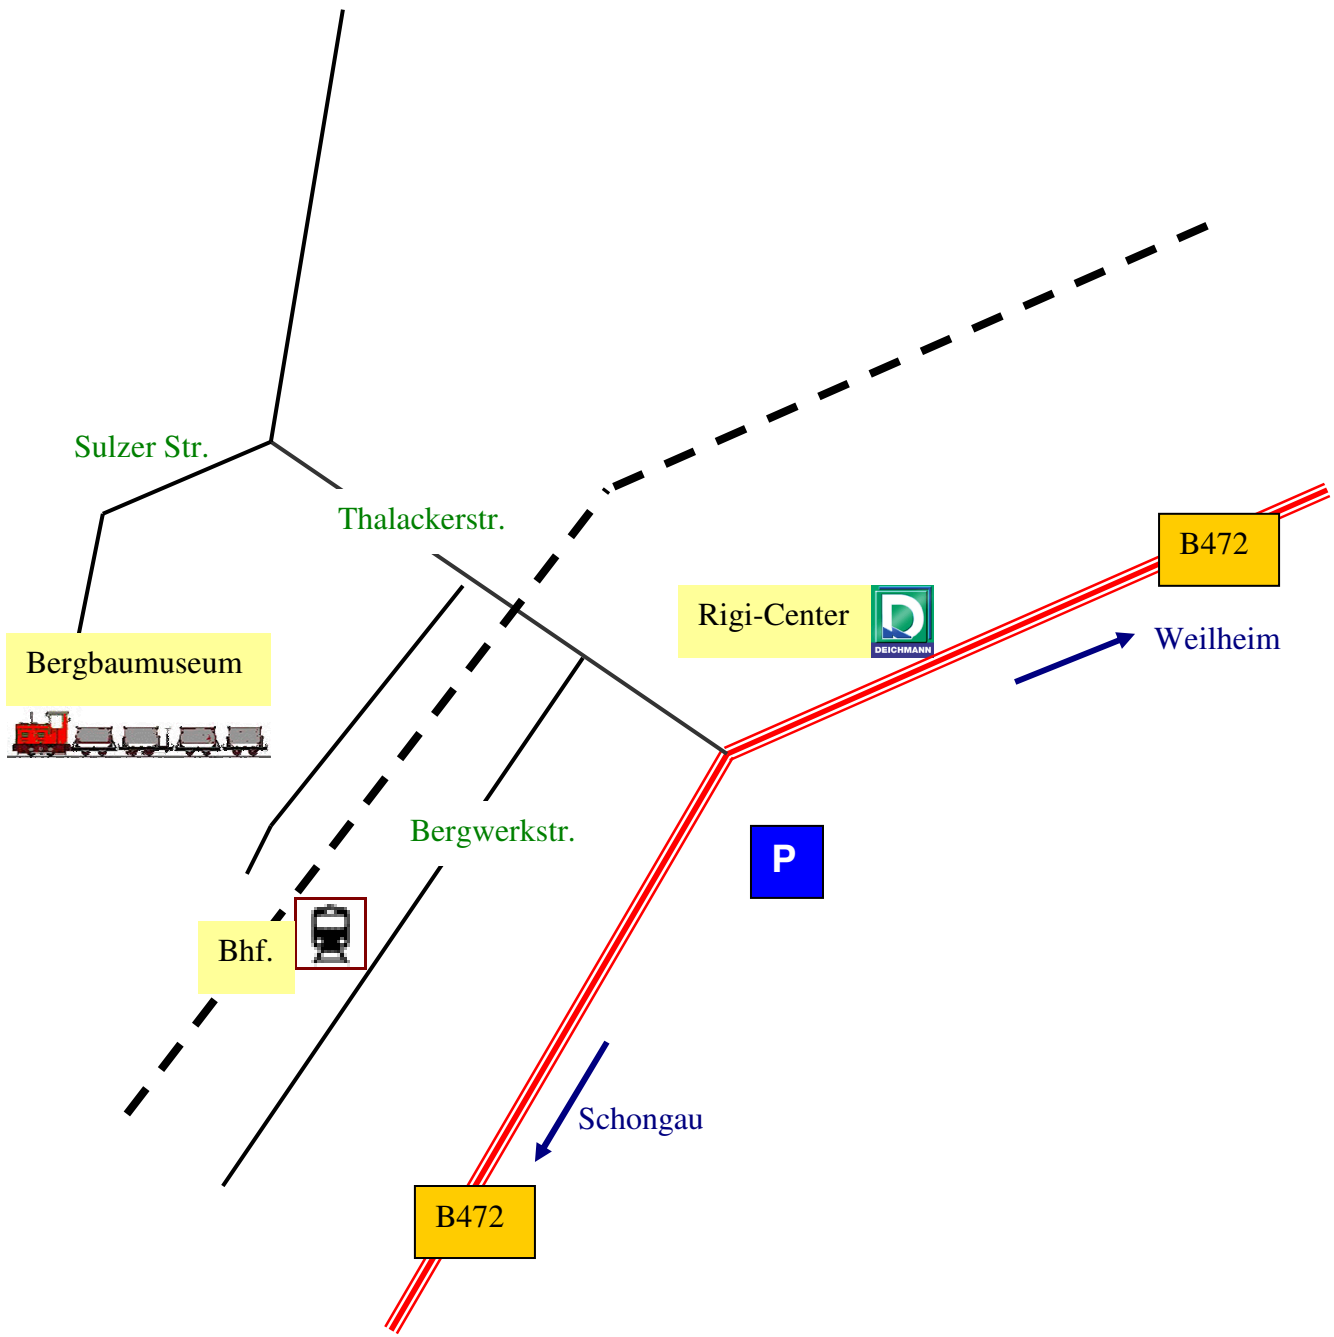 Sulzer Str.
Thalackerstr.
B472
Rigi-Center
DEICHMANN
Weilheim
Bergbaumuseum
Bergwerkstr.
P
Bhf.
Schongau
B472